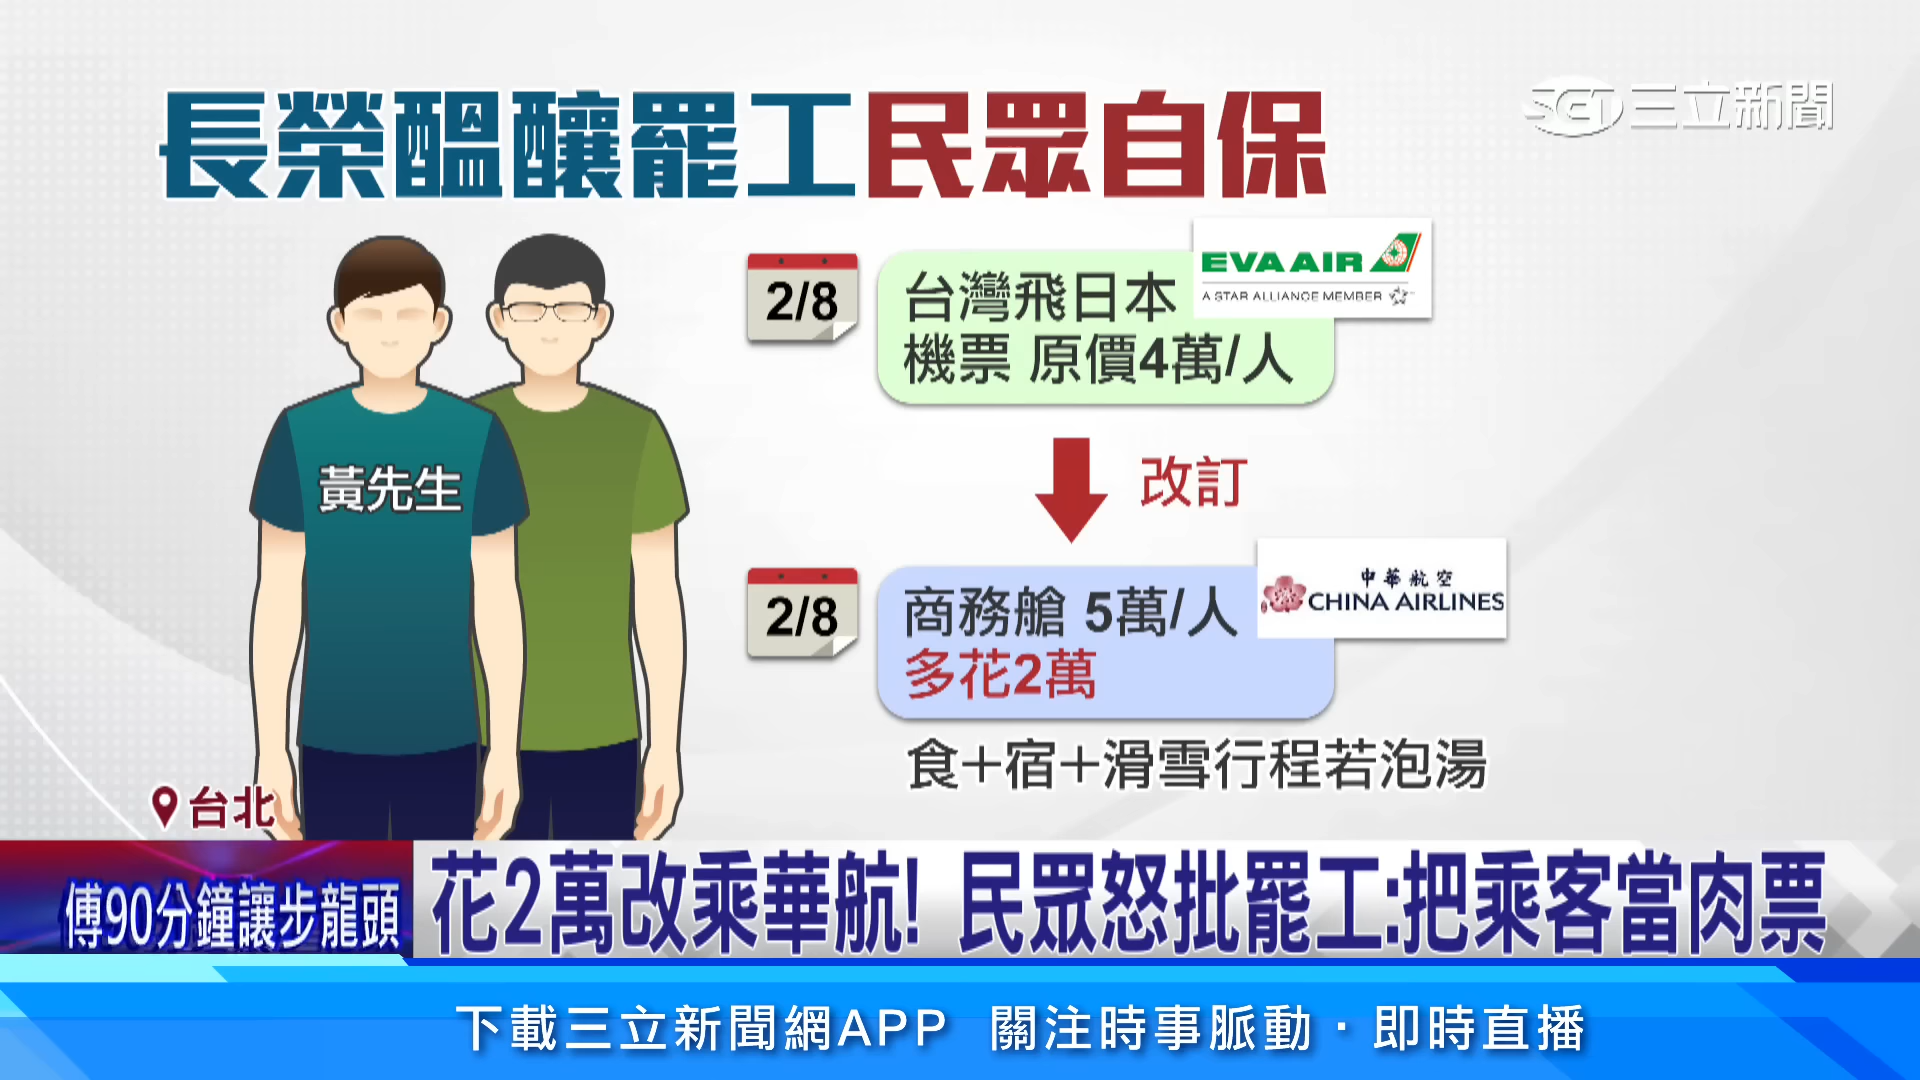 長榮醞釀罷工民眾自保
SET三立新聞
2/8
台灣飛日本
機票 原價4萬/人
EVA AIR
A STAR ALLIANCE MEMBER
改訂
2/8
商務艙 5萬/人
多花2萬
中華航空
CHINA AIRLINES
食+宿+滑雪行程若泡湯
黃先生
台北
傅90分鐘讓步龍頭
花2萬改乘華航! 民眾怒批罷工:把乘客當肉票
下載三立新聞網APP 關注時事脈動·即時直播